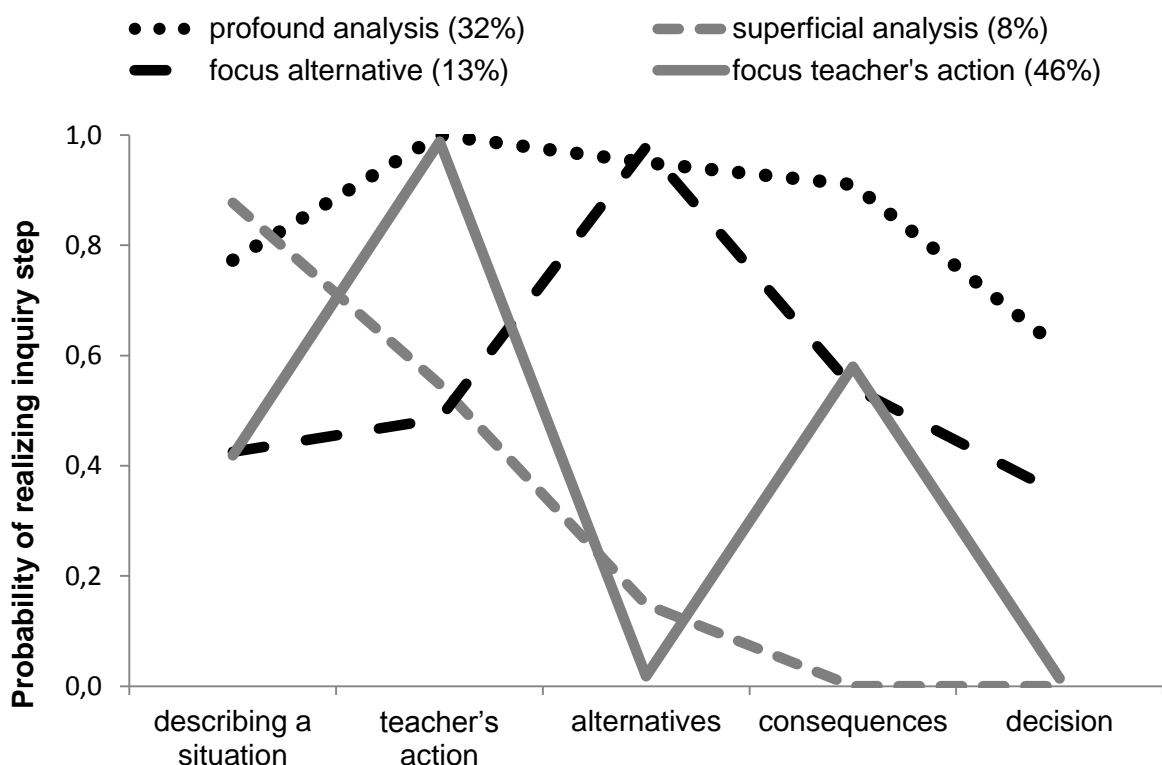 profound analysis (32%)
superficial analysis (8%)
focus alternative (13%)
focus teacher's action (46%)
Probability of realizing inquiry step
1,0
0,8
0,6
0,4
0,2
0,0
describing a
situation
teacher’s
action
alternatives
consequences
decision